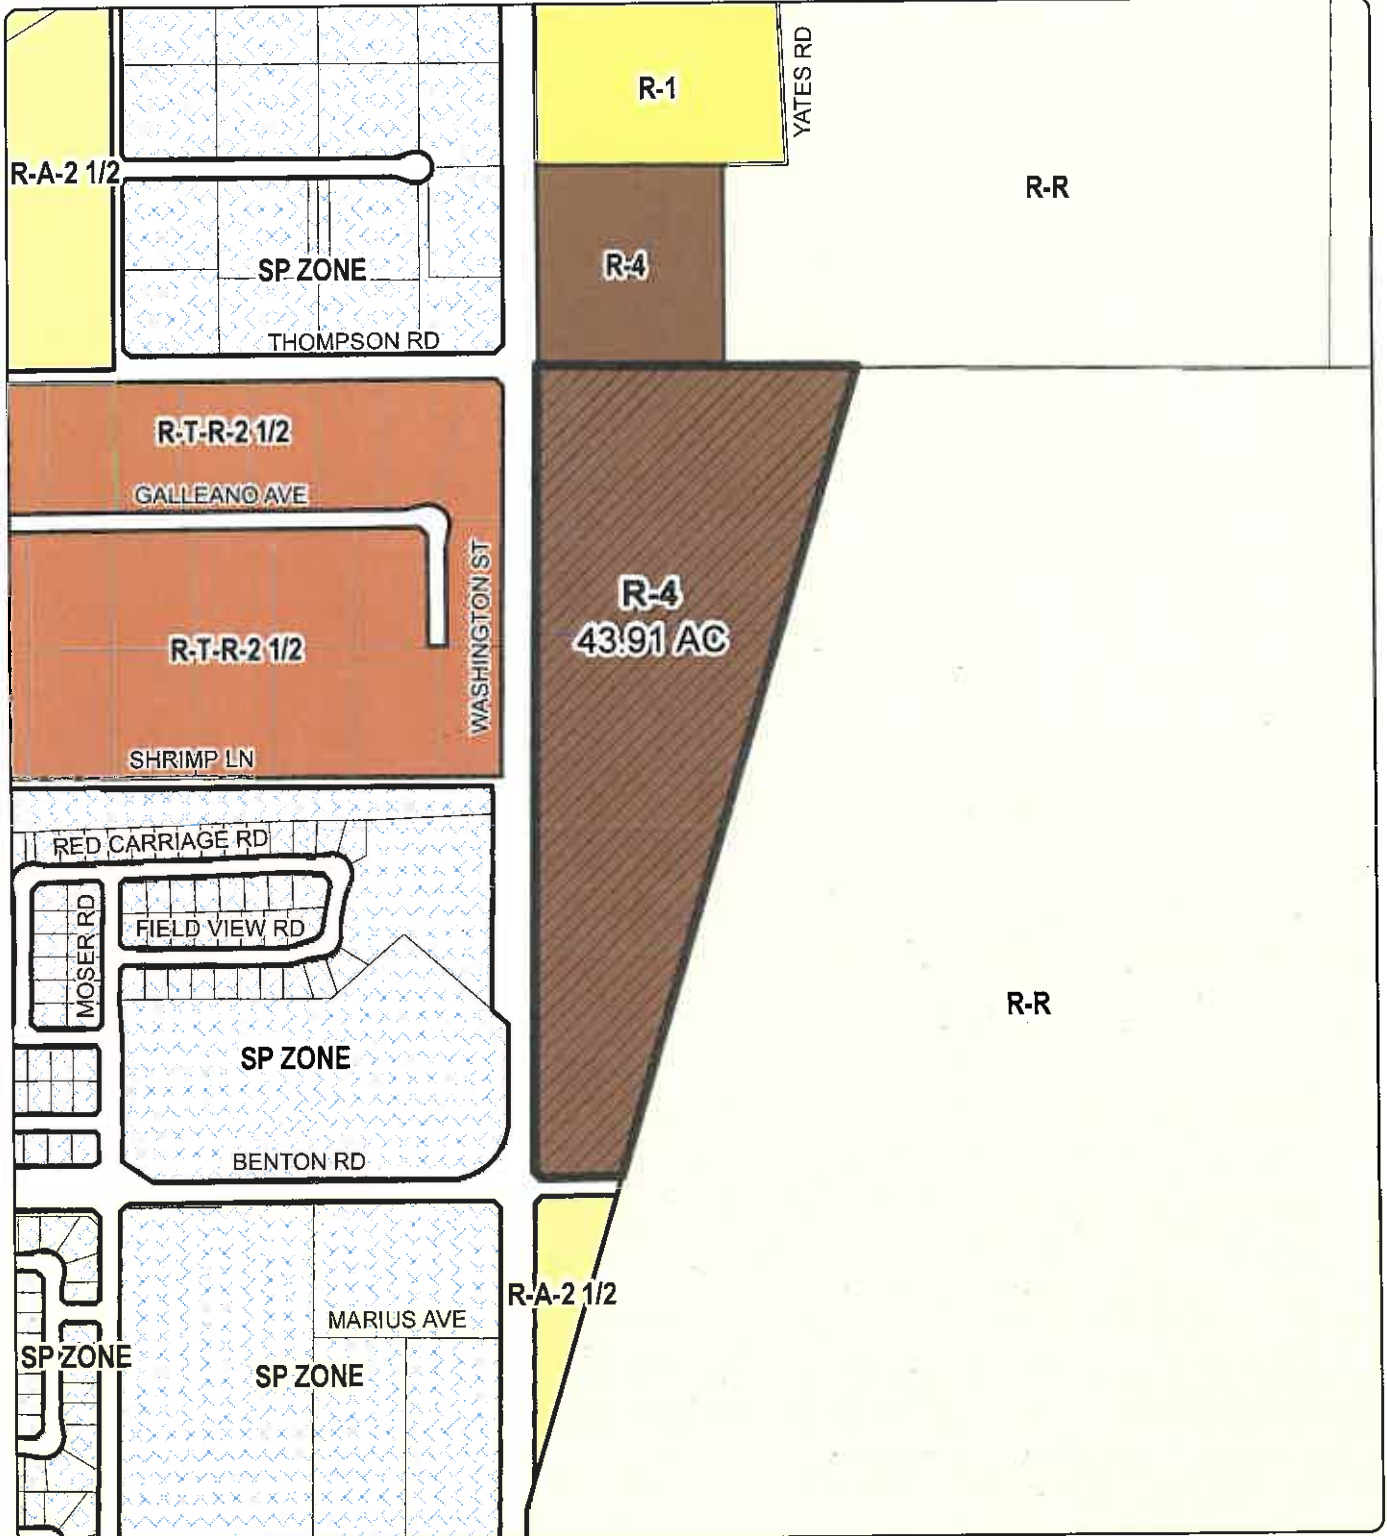 R-1
YATES RD
R-A-2 1/2
R-R
R-4
SP ZONE
THOMPSON RD
R-T-R-2 1/2
GALLEANO AVE
WASHINGTON ST
R-4
43.91 AC
R-T-R-2 1/2
SHRIMP LN
RED CARRIAGE RD
MOSER RD
FIELD VIEW RD
R-R
SP ZONE
BENTON RD
R-A-2 1/2
MARIUS AVE
SP ZONE
SP ZONE